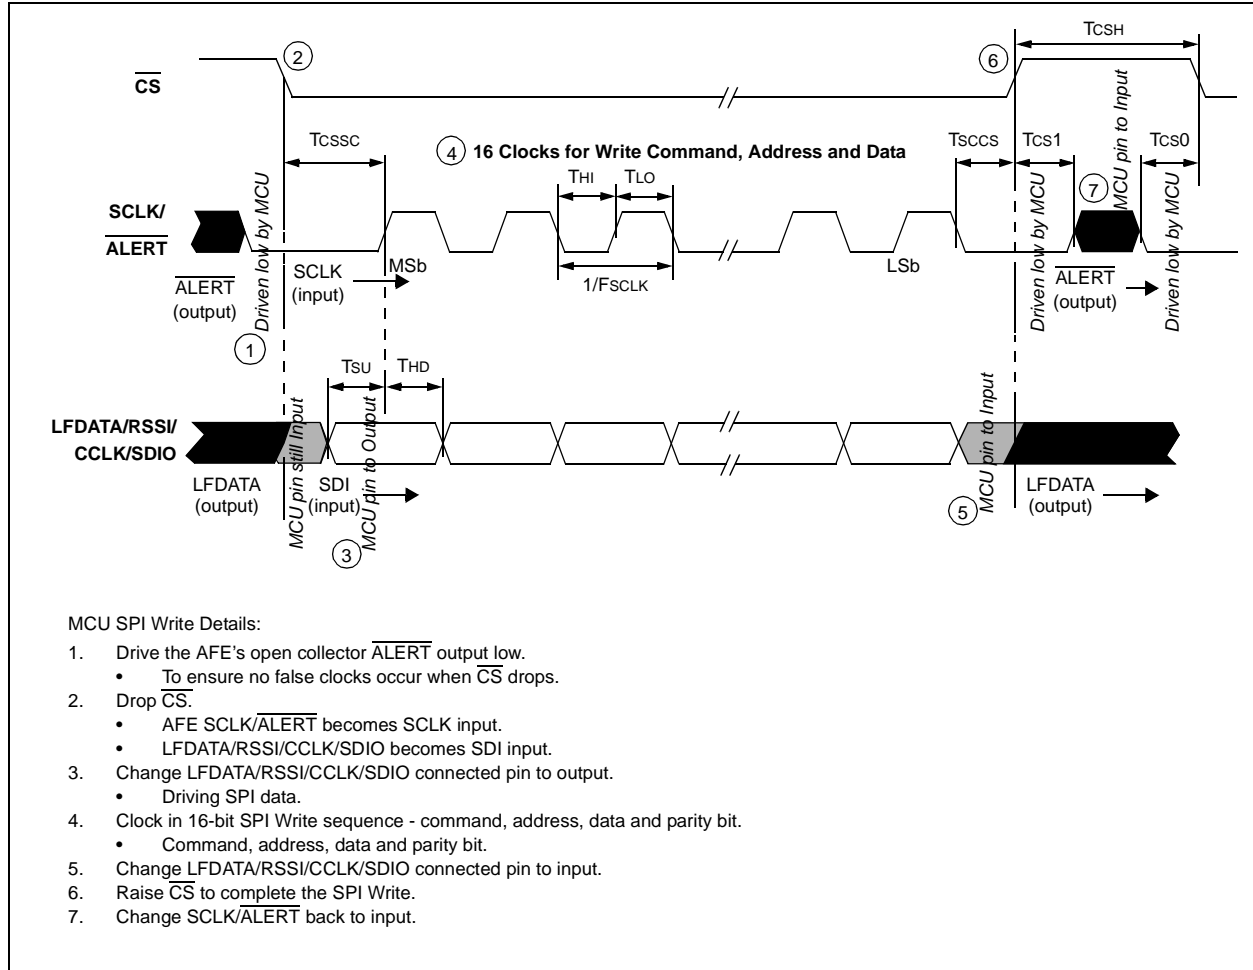 TCSH
2
6
CS
MCU pin to Input
TCSSC
4 16 Clocks for Write Command, Address and Data
TSCCS
TCS1
TCS0
THI
TLO
7
SCLK/
ALERT
Driven low by MCU
Driven low by MCU
Driven low by MCU
ALERT
(output)
SCLK
(input)
MSb
1/FSCLK
LSb
ALERT
(output)
1
TSU
THD
LFDATA/RSSI/
CCLK/SDIO
MCU pin still Input
MCU pin to Output
MCU pin to Input
LFDATA
(output)
SDI
(input)
LFDATA
(output)
3
5
MCU SPI Write Details:
1. Drive the AFE's open collector ALERT output low.
• To ensure no false clocks occur when CS drops.
2. Drop CS.
• AFE SCLK/ALERT becomes SCLK input.
• LFDATA/RSSI/CCLK/SDIO becomes SDI input.
3. Change LFDATA/RSSI/CCLK/SDIO connected pin to output.
• Driving SPI data.
4. Clock in 16-bit SPI Write sequence - command, address, data and parity bit.
• Command, address, data and parity bit.
5. Change LFDATA/RSSI/CCLK/SDIO connected pin to input.
6. Raise CS to complete the SPI Write.
7. Change SCLK/ALERT back to input.